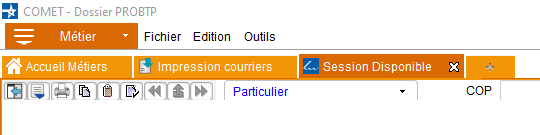 COMET - Dossier PROBTP
Métier Fichier Edition Outils
Accueil Métiers Impression courriers Session Disponible
Particulier COP